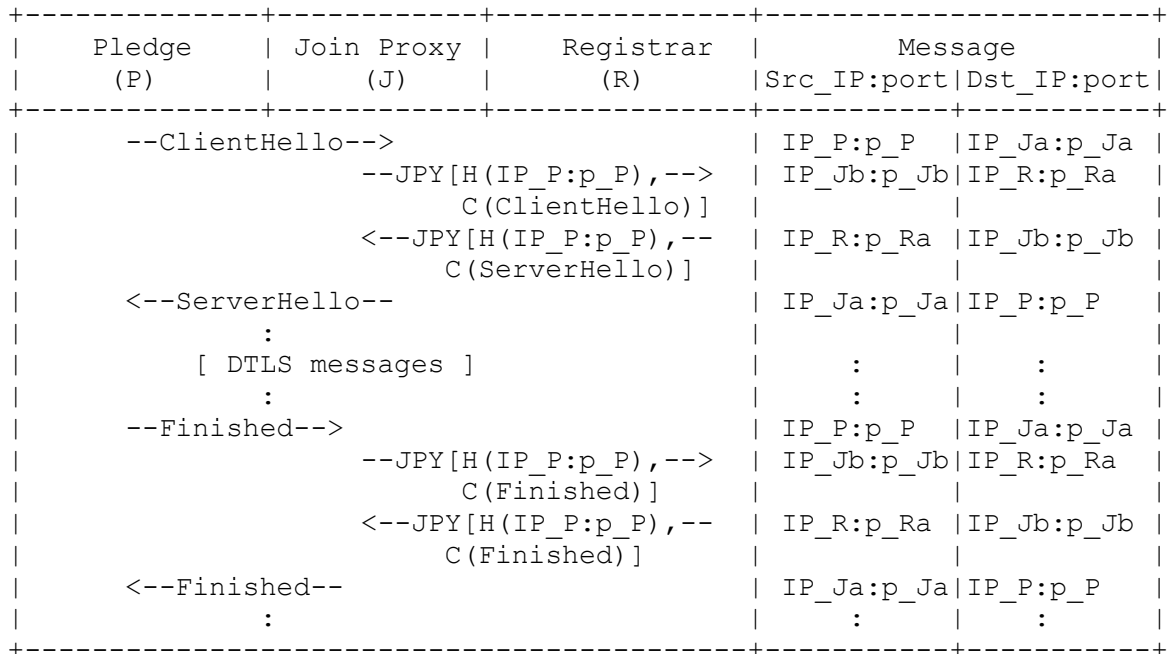 +--------------+------------+---------------+-----------------------+
|    Pledge    | Join Proxy |    Registrar  |        Message        |
|     (P)      |     (J)    |       (R)     |Src_IP:port|Dst_IP:port|
+--------------+------------+---------------+-----------+-----------+
|      --ClientHello-->                     | IP_P:p_P  |IP_Ja:p_Ja |
|                    --JPY[H(IP_P:p_P),-->  | IP_Jb:p_Jb|IP_R:p_Ra  |
|                          C(ClientHello)]  |           |           |
|                    <--JPY[H(IP_P:p_P),--  | IP_R:p_Ra |IP_Jb:p_Jb |
|                         C(ServerHello)]   |           |           |
|      <--ServerHello--                     | IP_Ja:p_Ja|IP_P:p_P   |
|              :                            |           |           |
|          [ DTLS messages ]                |     :     |    :      |
|              :                            |     :     |    :      |
|      --Finished-->                        | IP_P:p_P  |IP_Ja:p_Ja |
|                    --JPY[H(IP_P:p_P),-->  | IP_Jb:p_Jb|IP_R:p_Ra  |
|                          C(Finished)]     |           |           |
|                    <--JPY[H(IP_P:p_P),--  | IP_R:p_Ra |IP_Jb:p_Jb |
|                         C(Finished)]      |           |           |
|      <--Finished--                        | IP_Ja:p_Ja|IP_P:p_P   |
|              :                            |     :     |    :      |
+-------------------------------------------+-----------+-----------+